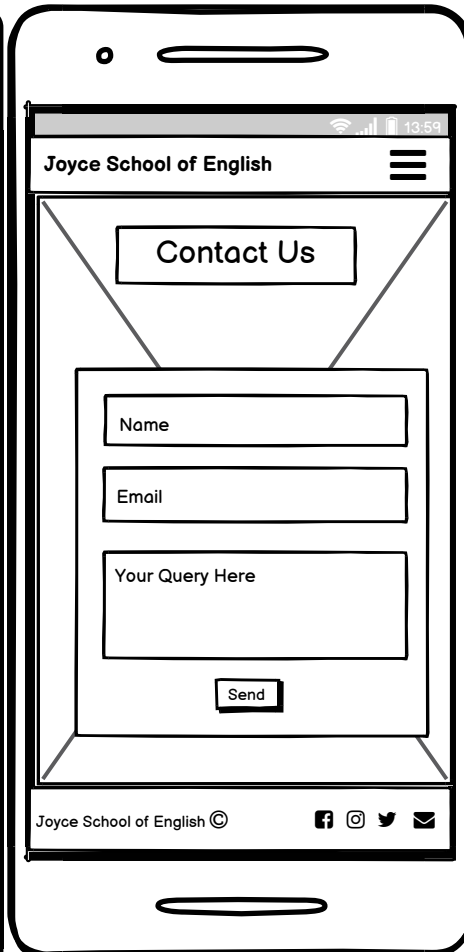 13:59
Joyce School of English
Contact Us
Name
Email
Your Query Here
Send
Joyce School of English ©